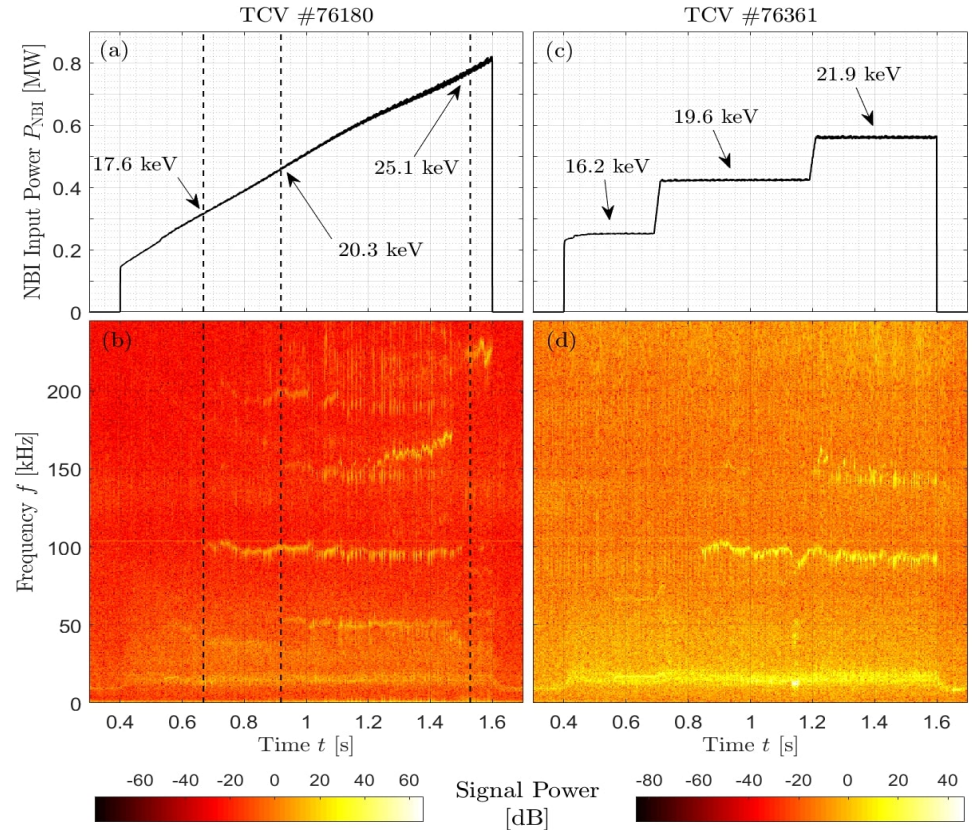 TCV #76180
TCV #76361
(a)
(c)
NBI Input Power P_NBI [MW]
0.8
0.6
0.4
0.2
0
17.6 keV
20.3 keV
25.1 keV
16.2 keV
19.6 keV
21.9 keV
(b)
(d)
Frequency f [kHz]
200
150
100
50
0
0.4 0.6 0.8 1 1.2 1.4 1.6
0.4 0.6 0.8 1 1.2 1.4 1.6
Time t [s]
Time t [s]
-60 -40 -20 0 20 40 60
Signal Power
[dB]
-80 -60 -40 -20 0 20 40